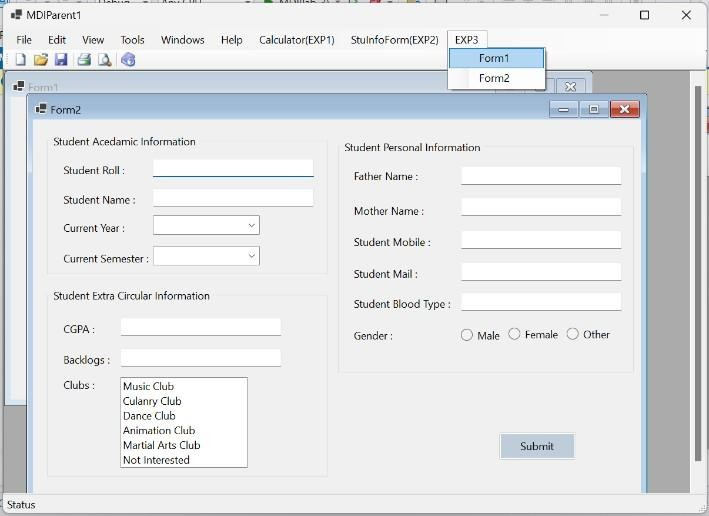 MDIParent1
File Edit View Tools Windows Help Calculator(EXP1) StuInfoForm(EXP2) EXP3
Form1
Form2
Form1
Form2
Student Acedamic Information
Student Roll :
Student Name :
Current Year :
Current Semester :
Student Extra Circular Information
CGPA :
Backlogs :
Clubs :
Music Club
Culanry Club
Dance Club
Animation Club
Martial Arts Club
Not Interested
Student Personal Information
Father Name :
Mother Name :
Student Mobile :
Student Mail :
Student Blood Type :
Gender : Male Female Other
Submit
Status